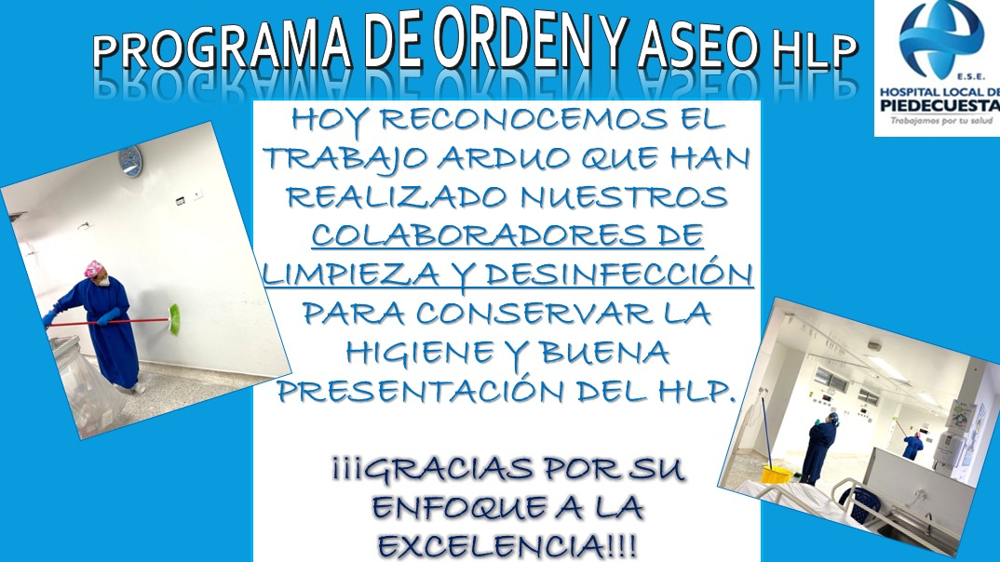 PROGRAMA DE ORDEN Y ASEO HLP
E.S.E.
HOSPITAL LOCAL DE
PIEDECUESTA
Trabajamos por tu salud
HOY RECONOCEMOS EL
TRABAJO ARDUO QUE HAN
REALIZADO NUESTROS
COLABORADORES DE
LIMPIEZA Y DESINFECCIÓN
PARA CONSERVAR LA
HIGIENE Y BUENA
PRESENTACIÓN DEL HLP.
¡¡¡GRACIAS POR SU
ENFOQUE A LA
EXCELENCIA!!!